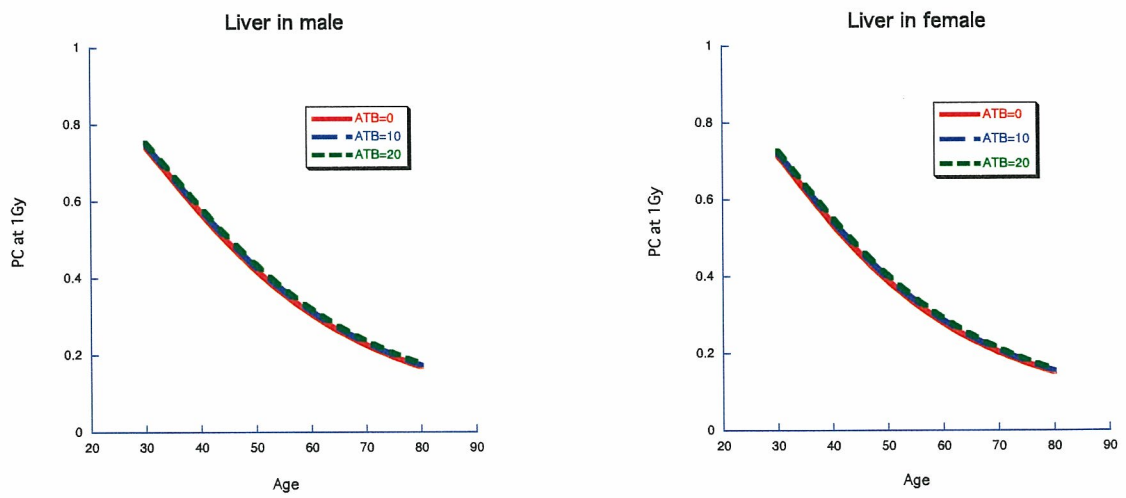 Liver in male
1
0.8
0.6
0.4
0.2
0
20 30 40 50 60 70 80 90
PC at 1Gy
Age
ATB=0
ATB=10
ATB=20
Liver in female
1
0.8
0.6
0.4
0.2
0
20 30 40 50 60 70 80 90
PC at 1Gy
Age
ATB=0
ATB=10
ATB=20